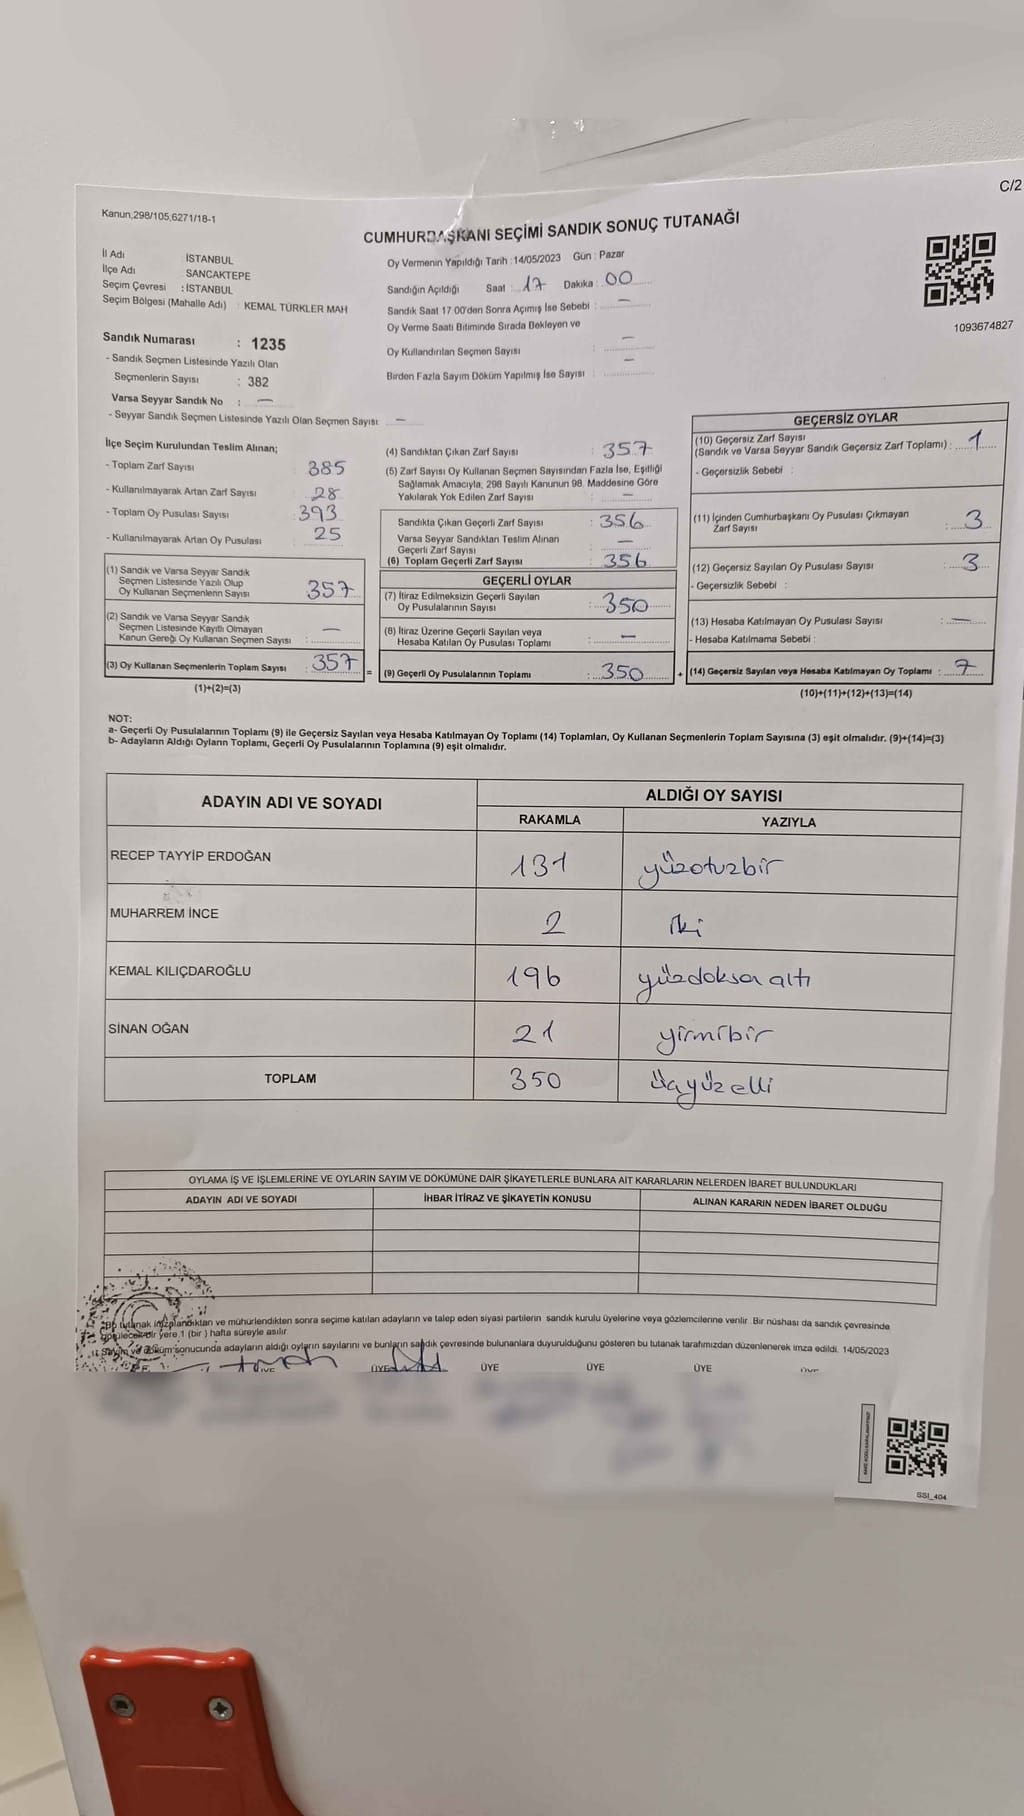 C/2
Kanun;298/105,6271/18-1
CUMHURBAŞKANI SEÇİMİ SANDIK SONUÇ TUTANAĞI
İl Adı İSTANBUL
İlçe Adı SANCAKTEPE
Seçim Çevresi : İSTANBUL
Seçim Bölgesi (Mahalle Adı) : KEMAL TÜRKLER MAH
Oy Vermenin Yapıldığı Tarih : 14/05/2023 Gün : Pazar
Sandığın Açıldığı Saat : 17 Dakika : 00
Sandık Saat 17 00'den Sonra Açımış İse Sebebi : —
Oy Verme Saati Bitiminde Sırada Bekleyen ve
Oy Kullandırılan Seçmen Sayısı : —
Birden Fazla Sayım Döküm Yapılmış İse Sayısı : —
1093674827
Sandık Numarası : 1235
- Sandık Seçmen Listesinde Yazılı Olan
Seçmenlerin Sayısı : 382
Varsa Seyyar Sandık No : —
- Seyyar Sandık Seçmen Listesinde Yazılı Olan Seçmen Sayısı : —
İlçe Seçim Kurulundan Teslim Alınan;
- Toplam Zarf Sayısı 385
- Kullanılmayarak Artan Zarf Sayısı : 28
- Toplam Oy Pusulası Sayısı : 393
- Kullanılmayarak Artan Oy Pusulası : 25
(1) Sandık ve Varsa Seyyar Sandık
Seçmen Listesinde Yazılı Olup
Oy Kullanan Seçmenlerin Sayısı : 357
(2) Sandık ve Varsa Seyyar Sandık
Seçmen Listesinde Kayıtlı Olmayan
Kanun Gereği Oy Kullanan Seçmen Sayısı : —
(3) Oy Kullanan Seçmenlerin Toplam Sayısı : 357
(1)+(2)=(3)
(4) Sandıktan Çıkan Zarf Sayısı : 357
(5) Zarf Sayısı Oy Kullanan Seçmen Sayısından Fazla İse, Eşitliği
Sağlamak Amacıyla; 298 Sayılı Kanunun 98. Maddesine Göre
Yakılarak Yok Edilen Zarf Sayısı : —
Sandıkta Çıkan Geçerli Zarf Sayısı : 356
Varsa Seyyar Sandıktan Teslim Alınan
Geçerli Zarf Sayısı : —
(6) Toplam Geçerli Zarf Sayısı : 356
GEÇERLİ OYLAR
(7) İtiraz Edilmeksizin Geçerli Sayılan
Oy Pusulalarının Sayısı : 350
(8) İtiraz Üzerine Geçerli Sayılan veya
Hesaba Katılan Oy Pusulası Toplamı : —
= (9) Geçerli Oy Pusulalarının Toplamı : 350
GEÇERSİZ OYLAR
(10) Geçersiz Zarf Sayısı
(Sandık ve Varsa Seyyar Sandık Geçersiz Zarf Toplamı) : 1
- Geçersizlik Sebebi :
(11) İçinden Cumhurbaşkanı Oy Pusulası Çıkmayan
Zarf Sayısı : 3
(12) Geçersiz Sayılan Oy Pusulası Sayısı : 3
- Geçersizlik Sebebi :
(13) Hesaba Katılmayan Oy Pusulası Sayısı : —
- Hesaba Katılmama Sebebi :
+ (14) Geçersiz Sayılan veya Hesaba Katılmayan Oy Toplamı : 7
(10)+(11)+(12)+(13)=(14)
NOT:
a- Geçerli Oy Pusulalarının Toplamı (9) ile Geçersiz Sayılan veya Hesaba Katılmayan Oy Toplamı (14) Toplamları, Oy Kullanan Seçmenlerin Toplam Sayısına (3) eşit olmalıdır. (9)+(14)=(3)
b- Adayların Aldığı Oyların Toplamı, Geçerli Oy Pusulalarının Toplamına (9) eşit olmalıdır.
ADAYIN ADI VE SOYADI ALDIĞI OY SAYISI
RAKAMLA YAZIYLA
RECEP TAYYİP ERDOĞAN 131 yüzotuzbir
MUHARREM İNCE 2 iki
KEMAL KILIÇDAROĞLU 196 yüzdoksan altı
SİNAN OĞAN 21 yirmibir
TOPLAM 350 üçyüz elli
OYLAMA İŞ VE İŞLEMLERİNE VE OYLARIN SAYIM VE DÖKÜMÜNE DAİR ŞİKAYETLERLE BUNLARA AİT KARARLARIN NELERDEN İBARET BULUNDUKLARI
ADAYIN ADI VE SOYADI İHBAR İTİRAZ VE ŞİKAYETİN KONUSU ALINAN KARARIN NEDEN İBARET OLDUĞU
Bu tutanak imzalandıktan ve mühürlendikten sonra seçime katılan adayların ve talep eden siyasi partilerin sandık kurulu üyelerine veya gözlemcilerine verilir. Bir nüshası da sandık çevresinde
görülecek bir yere 1 (bir ) hafta süreyle asılır.
Sayım ve döküm sonucunda adayların aldığı oyların sayılarını ve bunların sandık çevresinde bulunanlara duyurulduğunu gösteren bu tutanak tarafımızdan düzenlenerek imza edildi. 14/05/2023
ÜYE ÜYE ÜYE ÜYE ÜYE
SSI_404